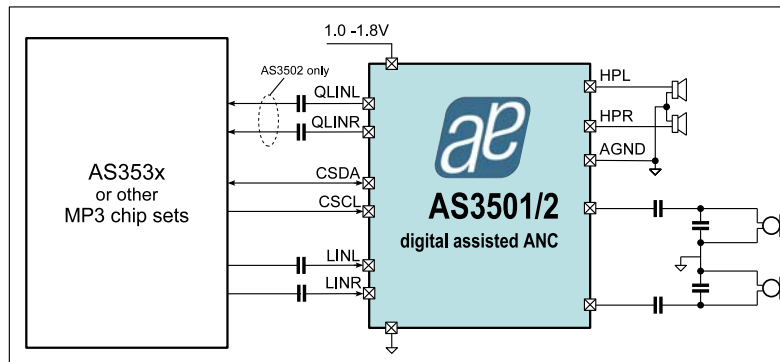 1.0 -1.8V
AS3502 only
QLINL
QLINR
CSDA
CSCL
LINL
LINR
AS353x
or other
MP3 chip sets
ae
AS3501/2
digital assisted ANC
HPL
HPR
AGND